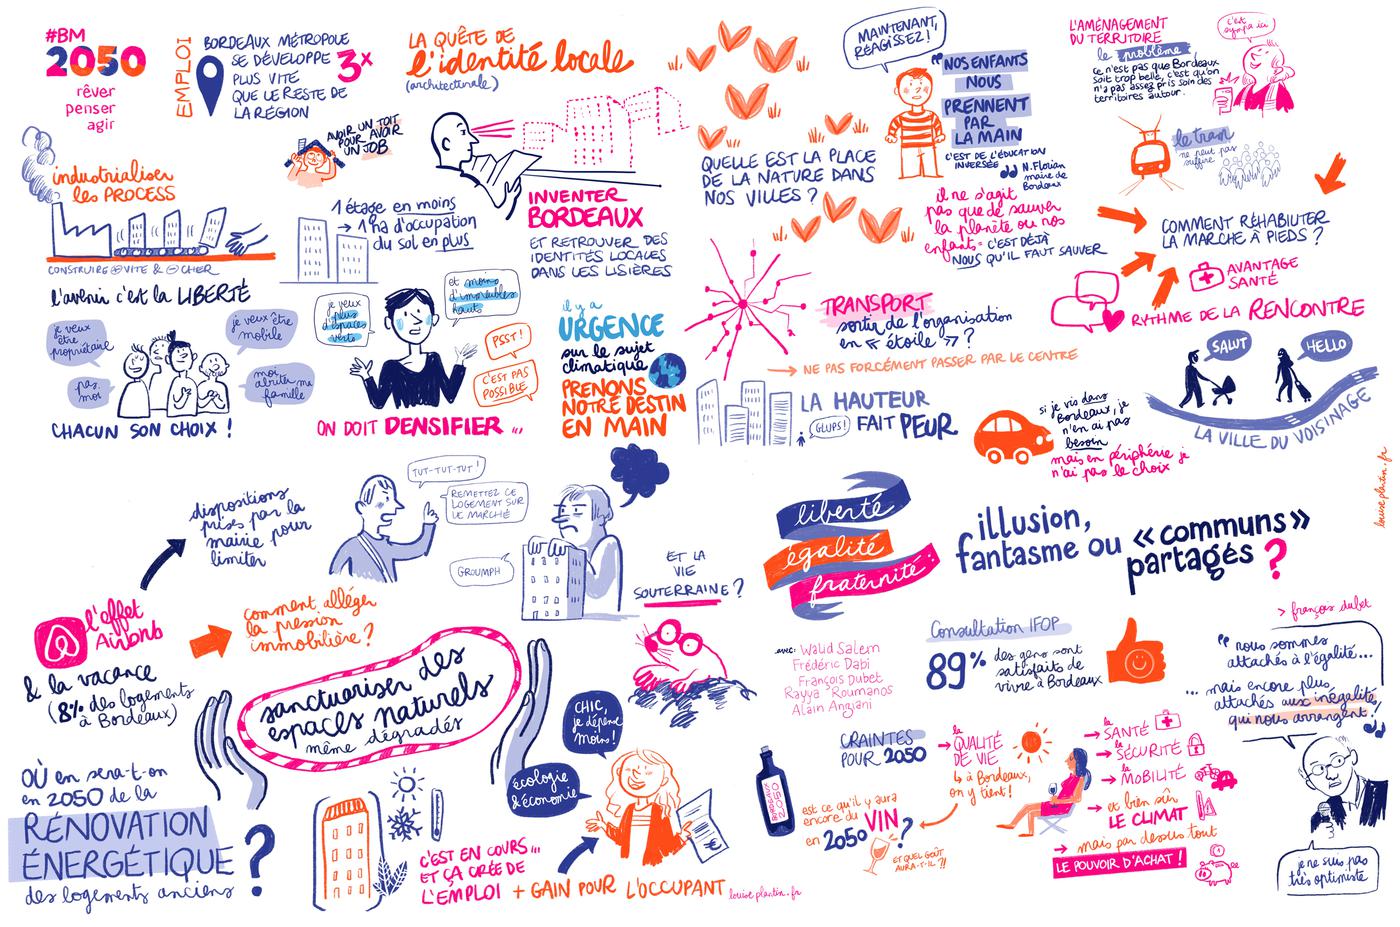 #BM
2050
rêver
penser
agir
EMPLOI
BORDEAUX MÉTROPOLE
SE DÉVELOPPE 3x
PLUS VITE
QUE LE RESTE DE
LA RÉGION
AVOIR UN TOIT
POUR AVOIR
UN JOB
LA QUÊTE DE
l'identité locale
(architecturale)
INVENTER
BORDEAUX
ET RETROUVER DES
IDENTITÉS LOCALES
DANS LES LISIÈRES
industrialiser
les PROCESS
CONSTRUIRE + VITE & - CHER
1 étage en moins
→ 1 ha d'occupation
du sol en plus
l'avenir c'est la LIBERTÉ
je veux
être
propriétaire
je veux être
mobile
pas
moi
moi
abriter ma
famille
CHACUN SON CHOIX !
je veux
plus
d'espaces
verts
et moins
d'immeubles
hauts
PSST !
C'EST PAS
POSSIBLE
ON DOIT DENSIFIER ...
il y a
URGENCE
sur le sujet
climatique
PRENONS
NOTRE DESTIN
EN MAIN
QUELLE EST LA PLACE
DE LA NATURE DANS
NOS VILLES ?
MAINTENANT,
RÉAGISSEZ !
"NOS ENFANTS
NOUS
PRENNENT
PAR
LA MAIN
C'EST DE L'ÉDUCATION
INVERSÉE"
N. Florian
maire de
Bordeaux
il ne s'agit
pas que de sauver
la planète ou nos
enfants : C'EST DÉJÀ
NOUS QU'IL FAUT SAUVER
L'AMÉNAGEMENT
DU TERRITOIRE
le problème
ce n'est pas que Bordeaux
soit trop belle, c'est qu'on
n'a pas assez pris soin des
territoires autour.
c'est
sympa ici
le tram
ne peut pas
suffire
COMMENT RÉHABILITER
LA MARCHE À PIEDS ?
AVANTAGE
SANTÉ
RYTHME DE LA RENCONTRE
SALUT
HELLO
LA VILLE DU VOISINAGE
TRANSPORT
sortir de l'organisation
en « étoile » ?
→ NE PAS FORCÉMENT PASSER PAR LE CENTRE
LA HAUTEUR
FAIT PEUR
GLUPS !
si je vis dans
Bordeaux, je
n'en ai pas
besoin
mais en périphérie je
n'ai pas le choix
louise plantin.fr
dispositions
prises par la
mairie pour
limiter
TUT-TUT-TUT !
REMETTEZ CE
LOGEMENT SUR
LE MARCHÉ
GROUMPH
l'effet
Airbnb
& la vacance
(8% des logements
à Bordeaux)
comment alléger
la pression
immobilière ?
ET LA
VIE
SOUTERRAINE ?
sanctuariser des
espaces naturels
même dégradés
OÙ en sera-t-on
en 2050 de la
RÉNOVATION
ÉNERGÉTIQUE ?
des logements anciens
CHIC,
je dépense
moins !
écologie
& économie
C'EST EN COURS ...
ET ÇA CRÉE DE
L'EMPLOI + GAIN POUR L'OCCUPANT
louise plantin.fr
liberté
égalité
fraternité
illusion,
fantasme ou « communs »
partagés ?
avec : Walid Salem
Frédéric Dabi
François Dubet
Rayya Roumanos
Alain Anziani
Consultation IFOP
89%
des gens sont
satisfaits de
vivre à Bordeaux
> françois dubet
"nous sommes
attachés à l'égalité...
... mais encore plus
attachés aux inégalités
qui nous arrangent!"
je ne suis pas
très optimiste
CRAINTES
POUR 2050
→ la
QUALITÉ
DE VIE
↳ à Bordeaux,
on y tient !
BORDEAUX
2050
est ce qu'il y aura
encore du VIN
en 2050 ?
ET QUEL GOÛT
AURA-T-IL ?!
→ la SANTÉ
→ la SÉCURITÉ
→ la MOBILITÉ
→ et bien sûr
LE CLIMAT
→ mais par dessus tout
LE POUVOIR D'ACHAT !